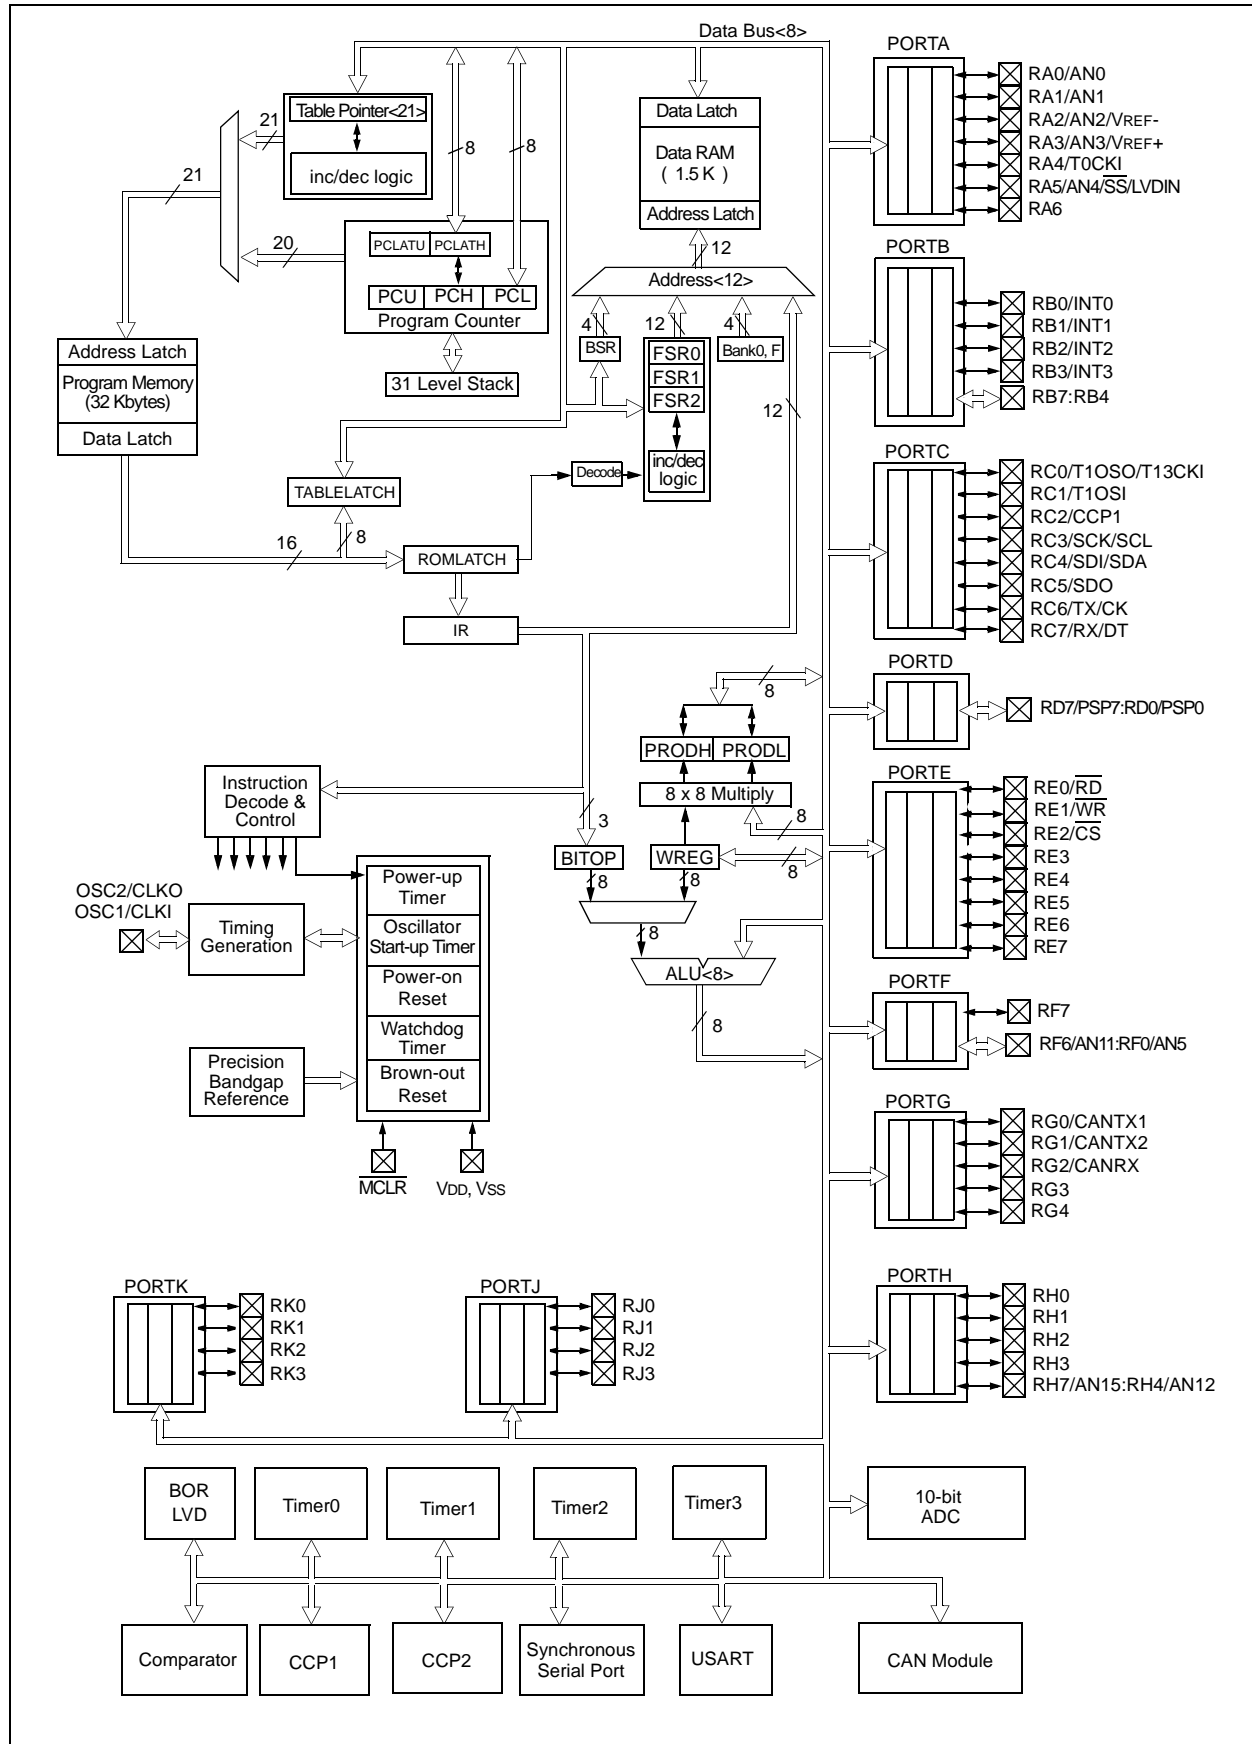 Data Bus<8>
Table Pointer<21>
inc/dec logic
21
21
20
8
8
PCLATU
PCLATH
PCU
PCH
PCL
Program Counter
31 Level Stack
Address Latch
Program Memory
(32 Kbytes)
Data Latch
Data Latch
Data RAM
( 1.5 K )
Address Latch
12
Address<12>
4
12
4
BSR
FSR0
FSR1
FSR2
Bank0, F
12
inc/dec
logic
Decode
TABLELATCH
16
8
ROMLATCH
IR
8
PRODH
PRODL
8 x 8 Multiply
8
Instruction
Decode &
Control
3
BITOP
WREG
8
8
8
8
ALU<8>
8
OSC2/CLKO
OSC1/CLKI
Timing
Generation
Power-up
Timer
Oscillator
Start-up Timer
Power-on
Reset
Watchdog
Timer
Brown-out
Reset
Precision
Bandgap
Reference
MCLR
VDD, VSS
PORTA
RA0/AN0
RA1/AN1
RA2/AN2/VREF-
RA3/AN3/VREF+
RA4/T0CKI
RA5/AN4/SS/LVDIN
RA6
PORTB
RB0/INT0
RB1/INT1
RB2/INT2
RB3/INT3
RB7:RB4
PORTC
RC0/T1OSO/T13CKI
RC1/T1OSI
RC2/CCP1
RC3/SCK/SCL
RC4/SDI/SDA
RC5/SDO
RC6/TX/CK
RC7/RX/DT
PORTD
RD7/PSP7:RD0/PSP0
PORTE
RE0/RD
RE1/WR
RE2/CS
RE3
RE4
RE5
RE6
RE7
PORTF
RF7
RF6/AN11:RF0/AN5
PORTG
RG0/CANTX1
RG1/CANTX2
RG2/CANRX
RG3
RG4
PORTH
RH0
RH1
RH2
RH3
RH7/AN15:RH4/AN12
PORTK
RK0
RK1
RK2
RK3
PORTJ
RJ0
RJ1
RJ2
RJ3
BOR
LVD
Timer0
Timer1
Timer2
Timer3
10-bit
ADC
Comparator
CCP1
CCP2
Synchronous
Serial Port
USART
CAN Module